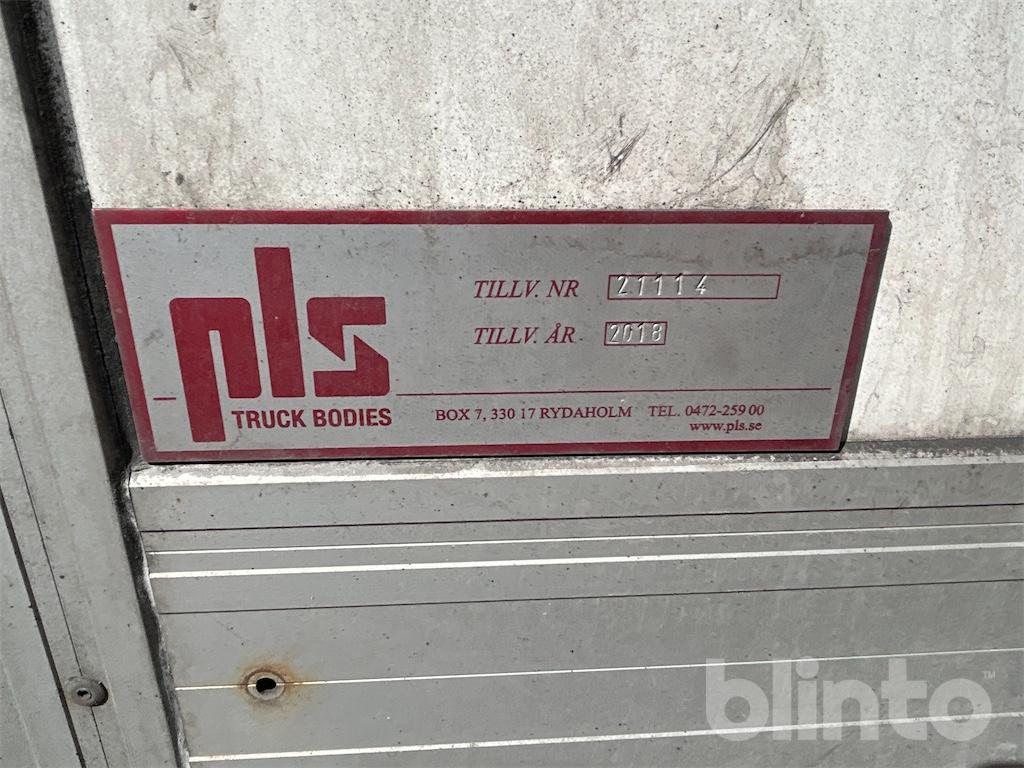 pls
TRUCK BODIES
TILLV. NR 21114
TILLV. ÅR 2018
BOX 7, 330 17 RYDAHOLM TEL. 0472-259 00
www.pls.se
blinto™